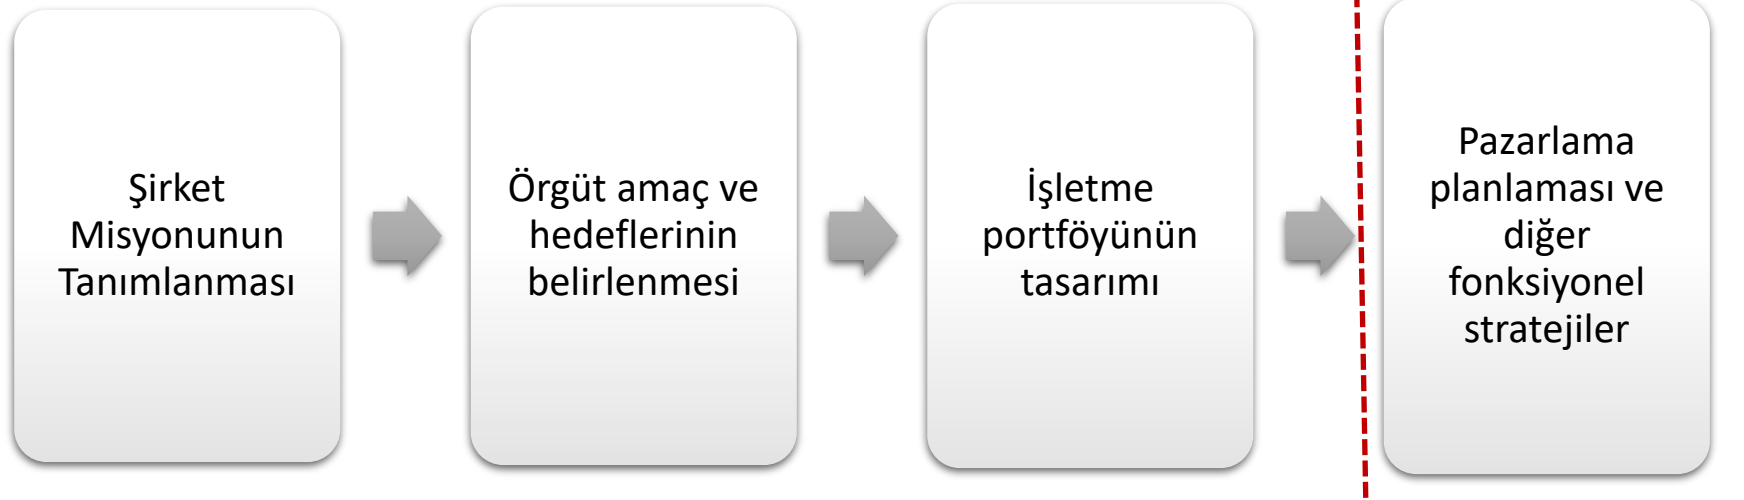 Şirket
Misyonunun
Tanımlanması
Örgüt amaç ve
hedeflerinin
belirlenmesi
İşletme
portföyünün
tasarımı
Pazarlama
planlaması ve
diğer
fonksiyonel
stratejiler